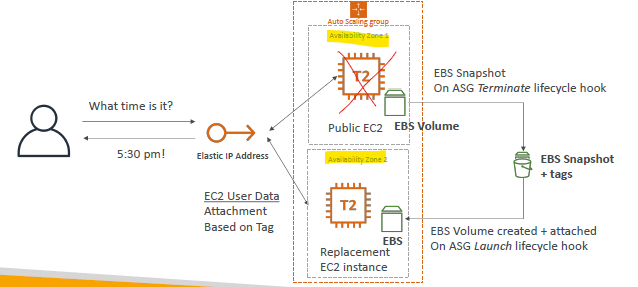 Auto Scaling group
Availability Zone 1
T2
Public EC2
EBS Volume
What time is it?
5:30 pm!
Elastic IP Address
EC2 User Data
Attachment
Based on Tag
Availability Zone 2
T2
EBS
Replacement
EC2 instance
EBS Snapshot
On ASG Terminate lifecycle hook
EBS Snapshot
+ tags
EBS Volume created + attached
On ASG Launch lifecycle hook